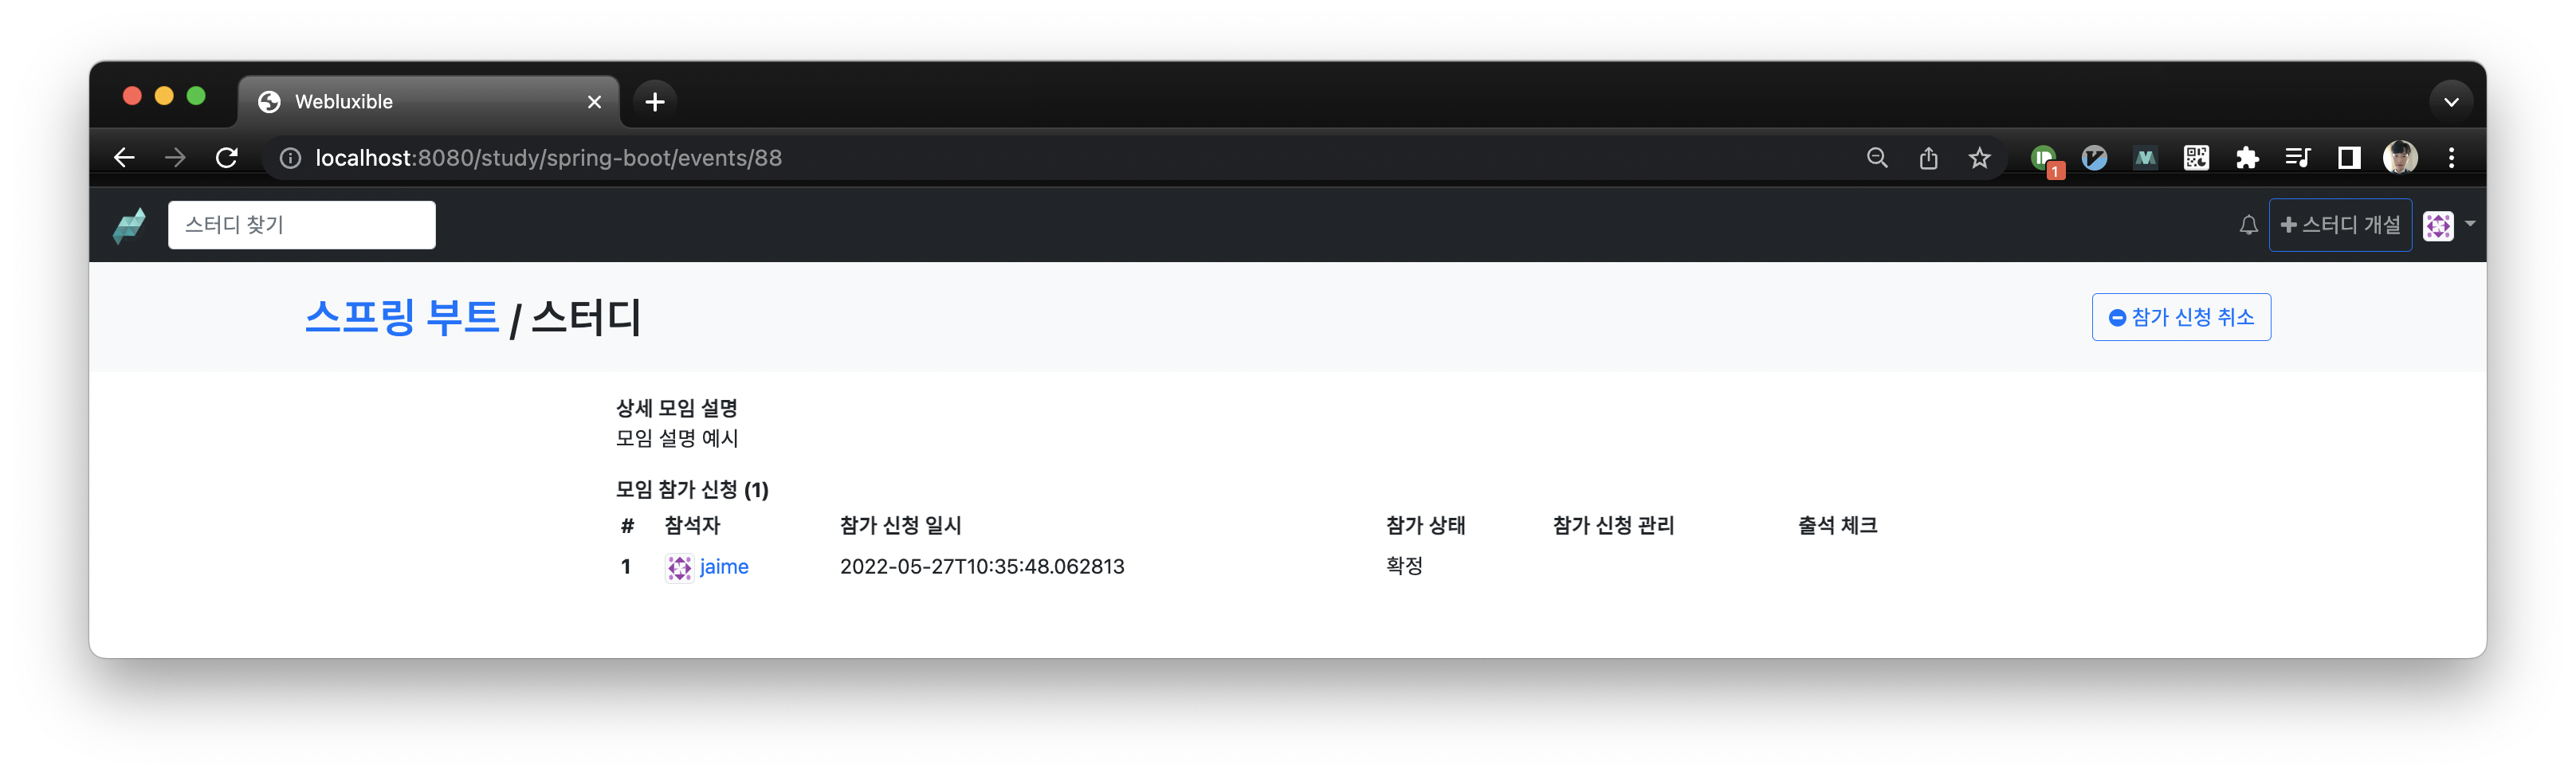 Webluxible
localhost:8080/study/spring-boot/events/88
1
스터디 찾기
스터디 개설
스프링 부트 / 스터디
참가 신청 취소
상세 모임 설명
모임 설명 예시
모임 참가 신청 (1)
# 참석자 참가 신청 일시 참가 상태 참가 신청 관리 출석 체크
1 jaime 2022-05-27T10:35:48.062813 확정